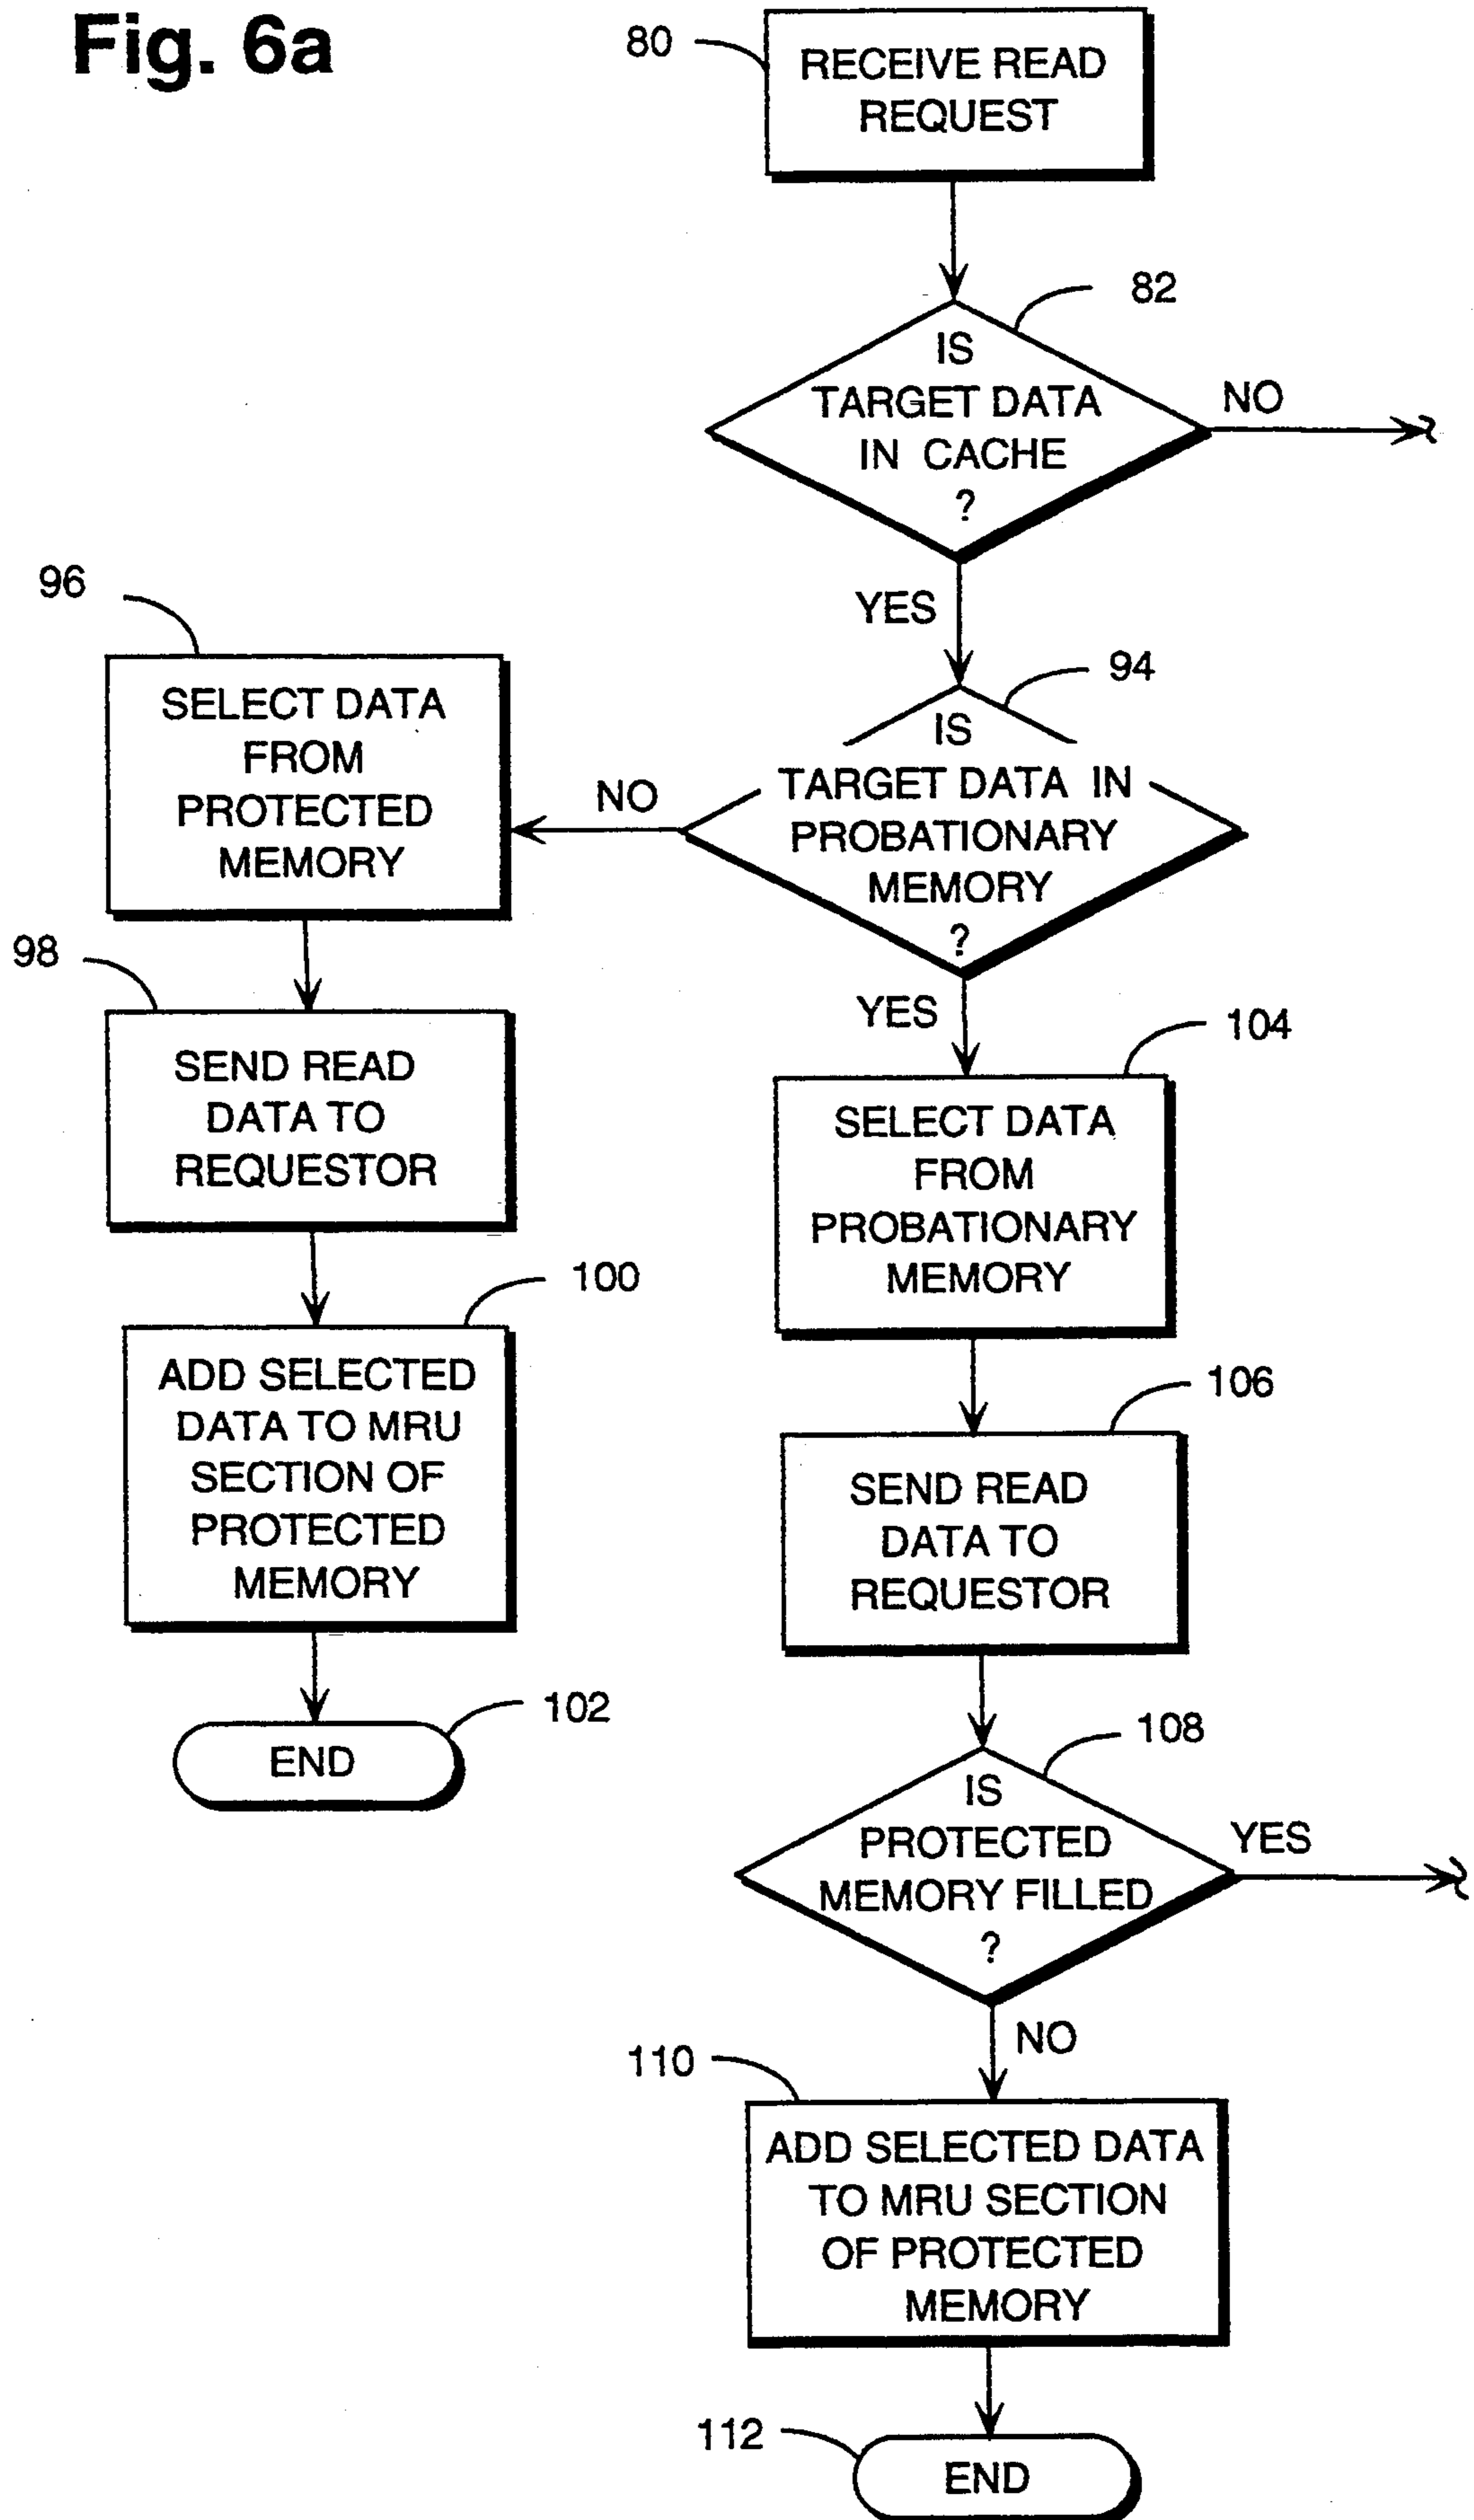 Fig. 6a
80
RECEIVE READ
REQUEST
82
IS
TARGET DATA
IN CACHE
?
NO
YES
94
IS
TARGET DATA IN
PROBATIONARY
MEMORY
?
NO
YES
96
SELECT DATA
FROM
PROTECTED
MEMORY
98
SEND READ
DATA TO
REQUESTOR
100
ADD SELECTED
DATA TO MRU
SECTION OF
PROTECTED
MEMORY
102
END
104
SELECT DATA
FROM
PROBATIONARY
MEMORY
106
SEND READ
DATA TO
REQUESTOR
108
IS
PROTECTED
MEMORY FILLED
?
YES
NO
110
ADD SELECTED DATA
TO MRU SECTION
OF PROTECTED
MEMORY
112
END